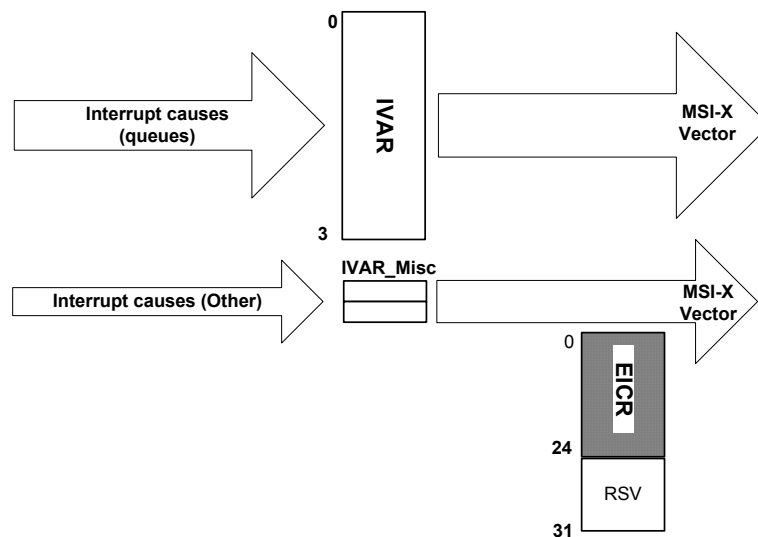 0
Interrupt causes
(queues)
IVAR
MSI-X
Vector
3
IVAR_Misc
Interrupt causes (Other)
MSI-X
Vector
0
EICR
24
RSV
31